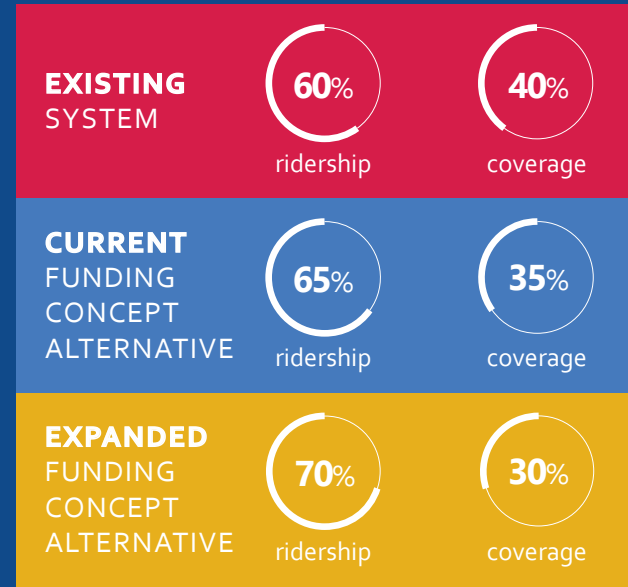 EXISTING
SYSTEM
60%
ridership
40%
coverage
CURRENT
FUNDING
CONCEPT
ALTERNATIVE
65%
ridership
35%
coverage
EXPANDED
FUNDING
CONCEPT
ALTERNATIVE
70%
ridership
30%
coverage